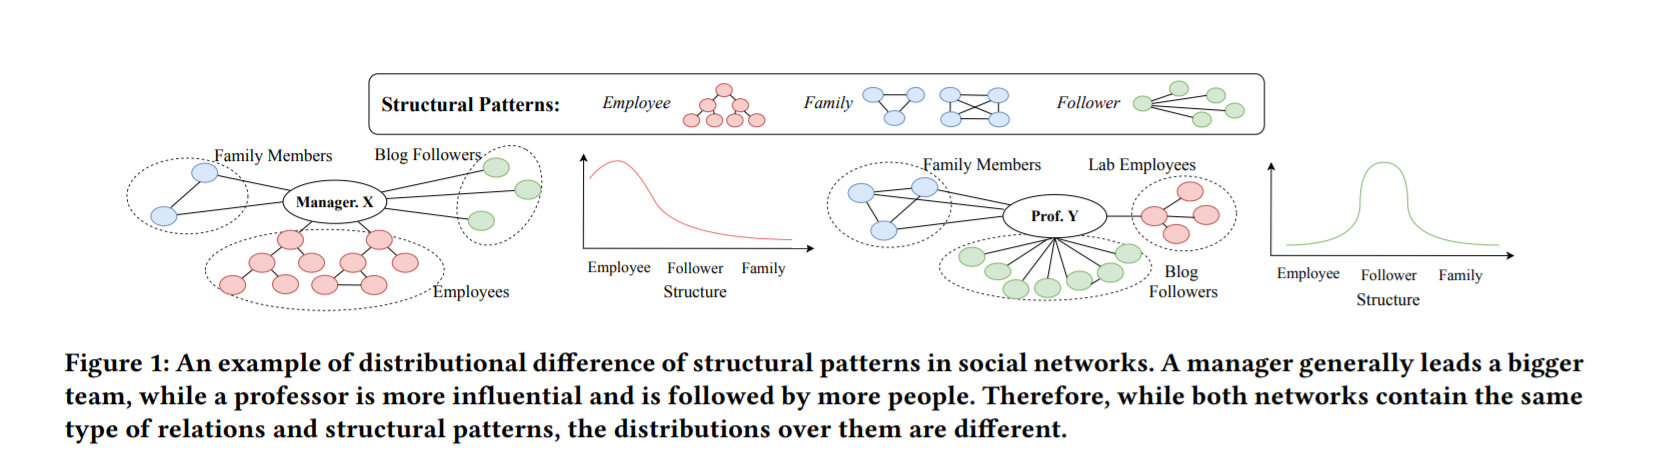 Structural Patterns: Employee Family Follower
Family Members Blog Followers
Manager. X
Employees
Employee Follower Family
Structure
Family Members Lab Employees
Prof. Y
Blog
Followers
Employee Follower Family
Structure
Figure 1: An example of distributional difference of structural patterns in social networks. A manager generally leads a bigger
team, while a professor is more influential and is followed by more people. Therefore, while both networks contain the same
type of relations and structural patterns, the distributions over them are different.